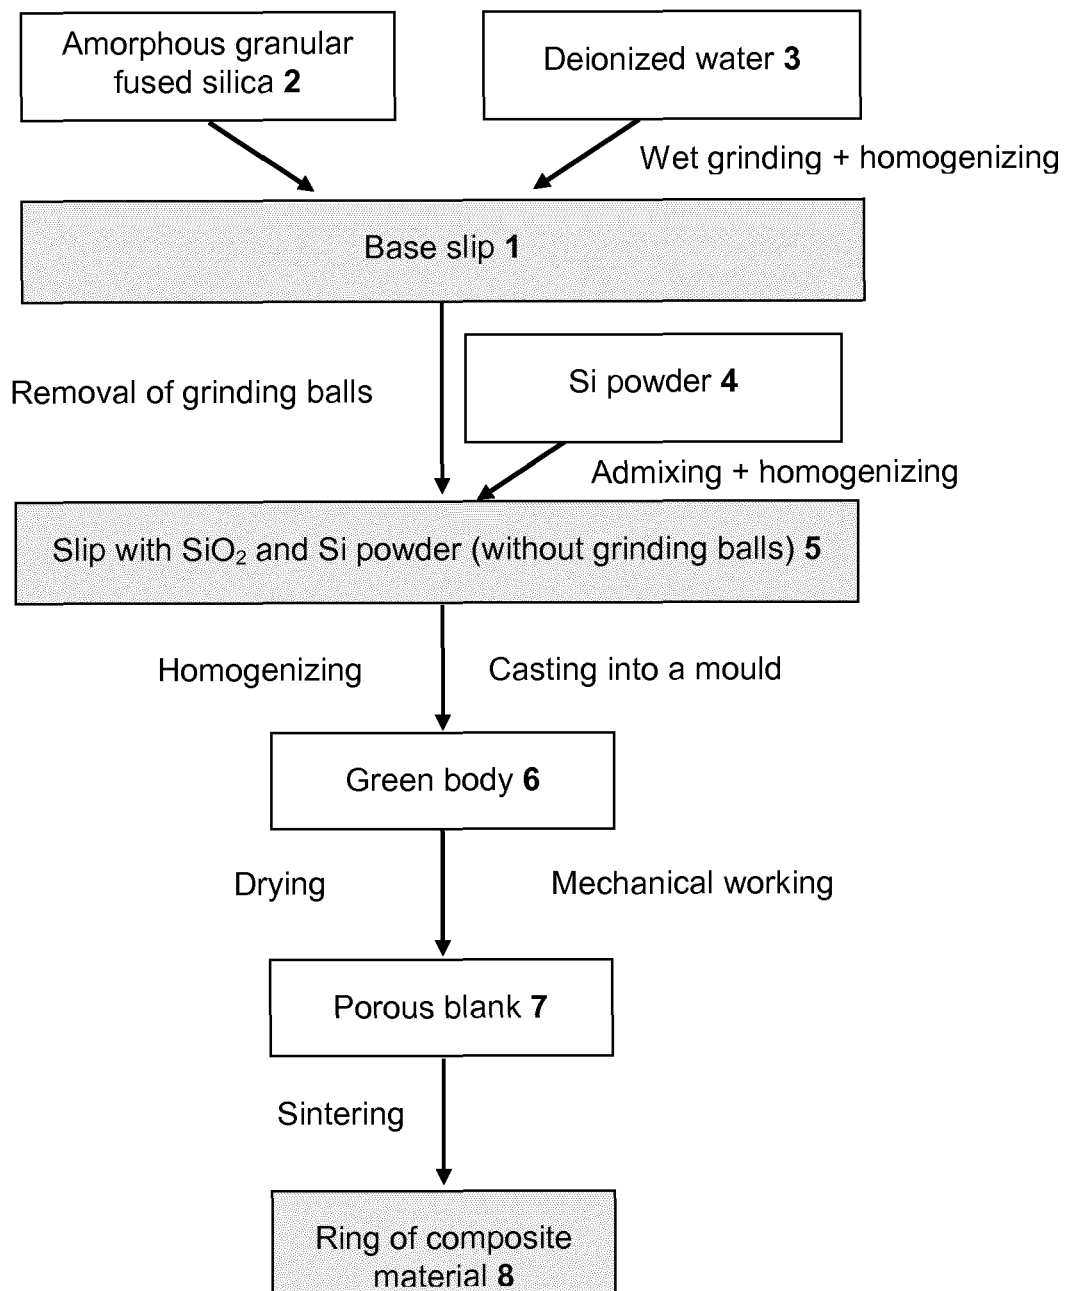 Amorphous granular
fused silica 2
Deionized water 3
Wet grinding + homogenizing
Base slip 1
Removal of grinding balls
Si powder 4
Admixing + homogenizing
Slip with SiO₂ and Si powder (without grinding balls) 5
Homogenizing
Casting into a mould
Green body 6
Drying
Mechanical working
Porous blank 7
Sintering
Ring of composite
material 8